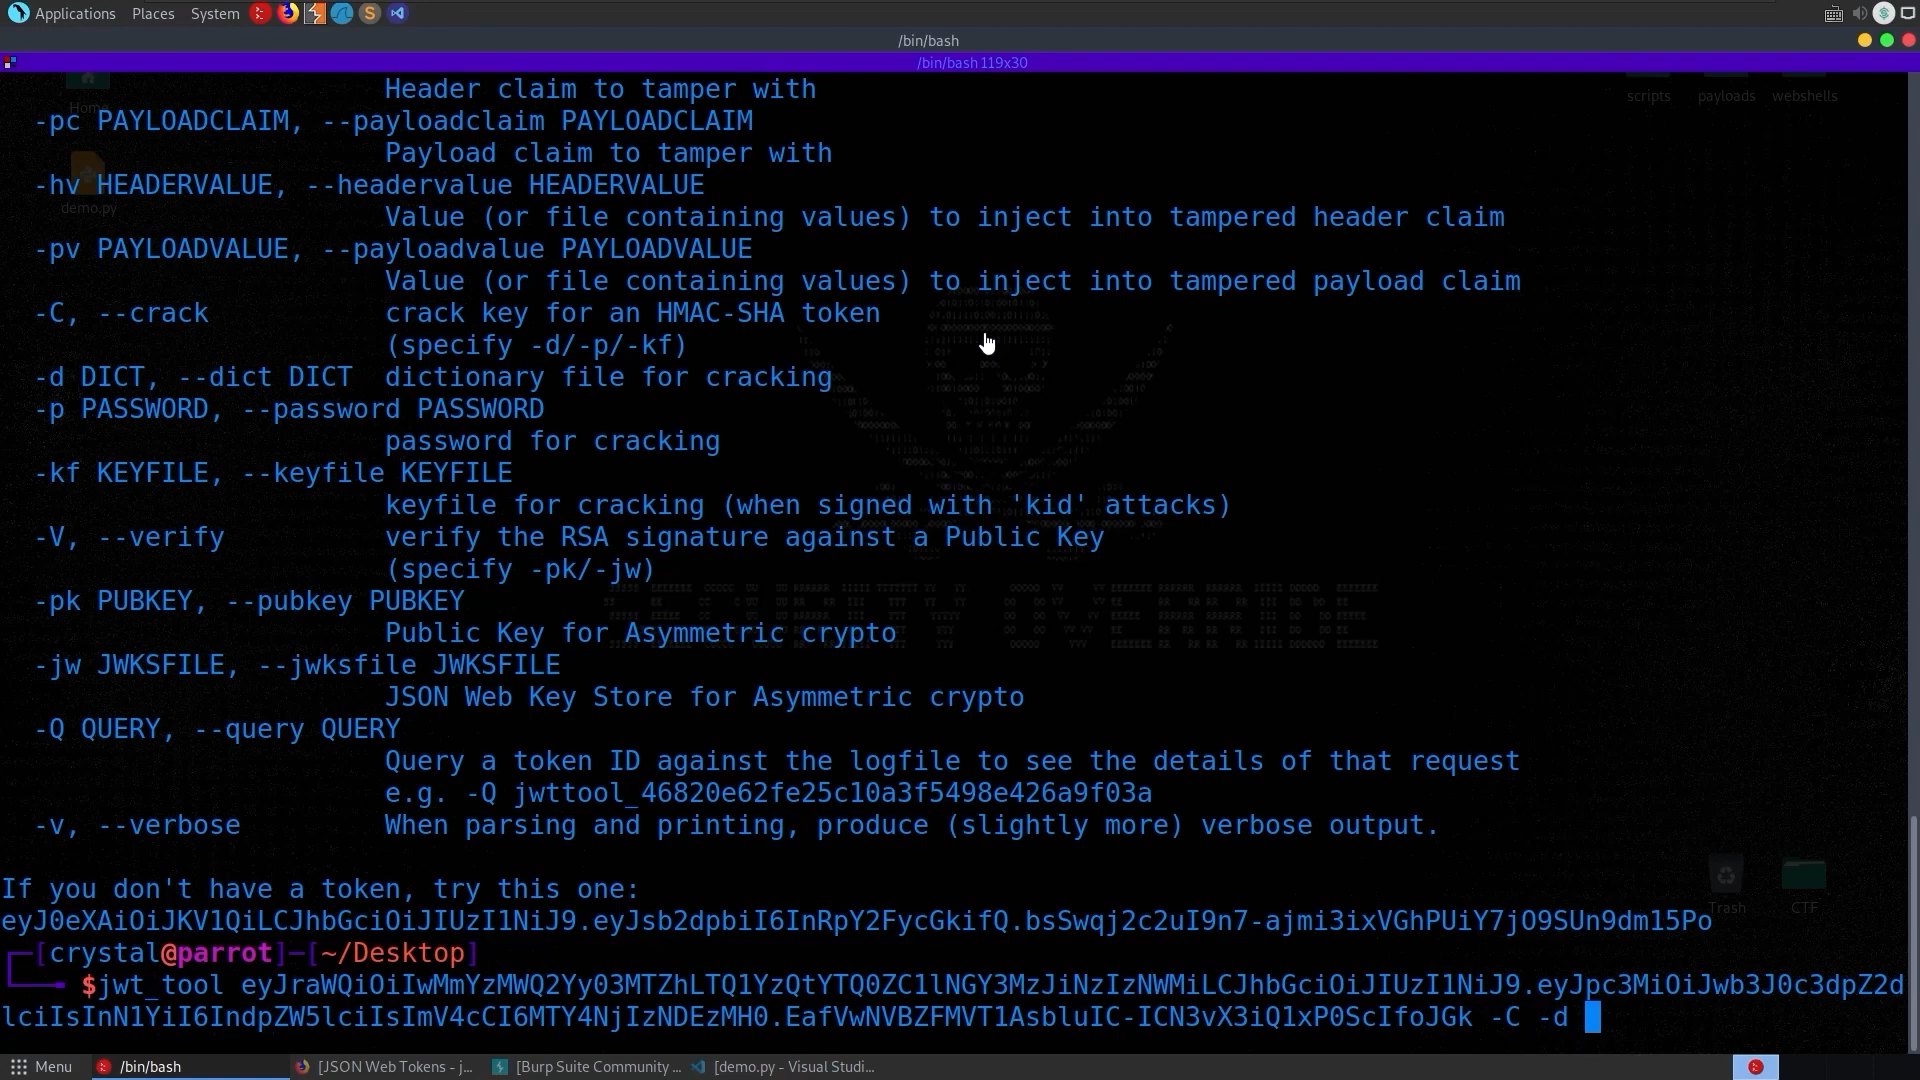 Applications Places System
/bin/bash
/bin/bash 119x30
Home
scripts payloads webshells
demo.py
Header claim to tamper with
-pc PAYLOADCLAIM, --payloadclaim PAYLOADCLAIM
Payload claim to tamper with
-hv HEADERVALUE, --headervalue HEADERVALUE
Value (or file containing values) to inject into tampered header claim
-pv PAYLOADVALUE, --payloadvalue PAYLOADVALUE
Value (or file containing values) to inject into tampered payload claim
-C, --crack crack key for an HMAC-SHA token
(specify -d/-p/-kf)
-d DICT, --dict DICT dictionary file for cracking
-p PASSWORD, --password PASSWORD
password for cracking
-kf KEYFILE, --keyfile KEYFILE
keyfile for cracking (when signed with 'kid' attacks)
-V, --verify verify the RSA signature against a Public Key
(specify -pk/-jw)
-pk PUBKEY, --pubkey PUBKEY
Public Key for Asymmetric crypto
-jw JWKSFILE, --jwksfile JWKSFILE
JSON Web Key Store for Asymmetric crypto
-Q QUERY, --query QUERY
Query a token ID against the logfile to see the details of that request
e.g. -Q jwttool_46820e62fe25c10a3f5498e426a9f03a
-v, --verbose When parsing and printing, produce (slightly more) verbose output.
If you don't have a token, try this one:
eyJ0eXAiOiJKV1QiLCJhbGciOiJIUzI1NiJ9.eyJsb2dpbiI6InRpY2FycGkifQ.bsSwqj2c2uI9n7-ajmi3ixVGhPUiY7jO9SUn9dm15Po
Trash CTF
[crystal@parrot]-[~/Desktop]
$jwt_tool eyJraWQiOiIwMmYzMWQ2Yy03MTZhLTQ1YzQtYTQ0ZC1lNGY3MzJiNzIzNWMiLCJhbGciOiJIUzI1NiJ9.eyJpc3MiOiJwb3J0c3dpZ2d
lciIsInN1YiI6IndpZW5lciIsImV4cCI6MTY4NjIzNDEzMH0.EafVwNVBZFMVT1AsbluIC-ICN3vX3iQ1xP0ScIfoJGk -C -d
Menu /bin/bash [JSON Web Tokens - j... [Burp Suite Community ... [demo.py - Visual Studi...